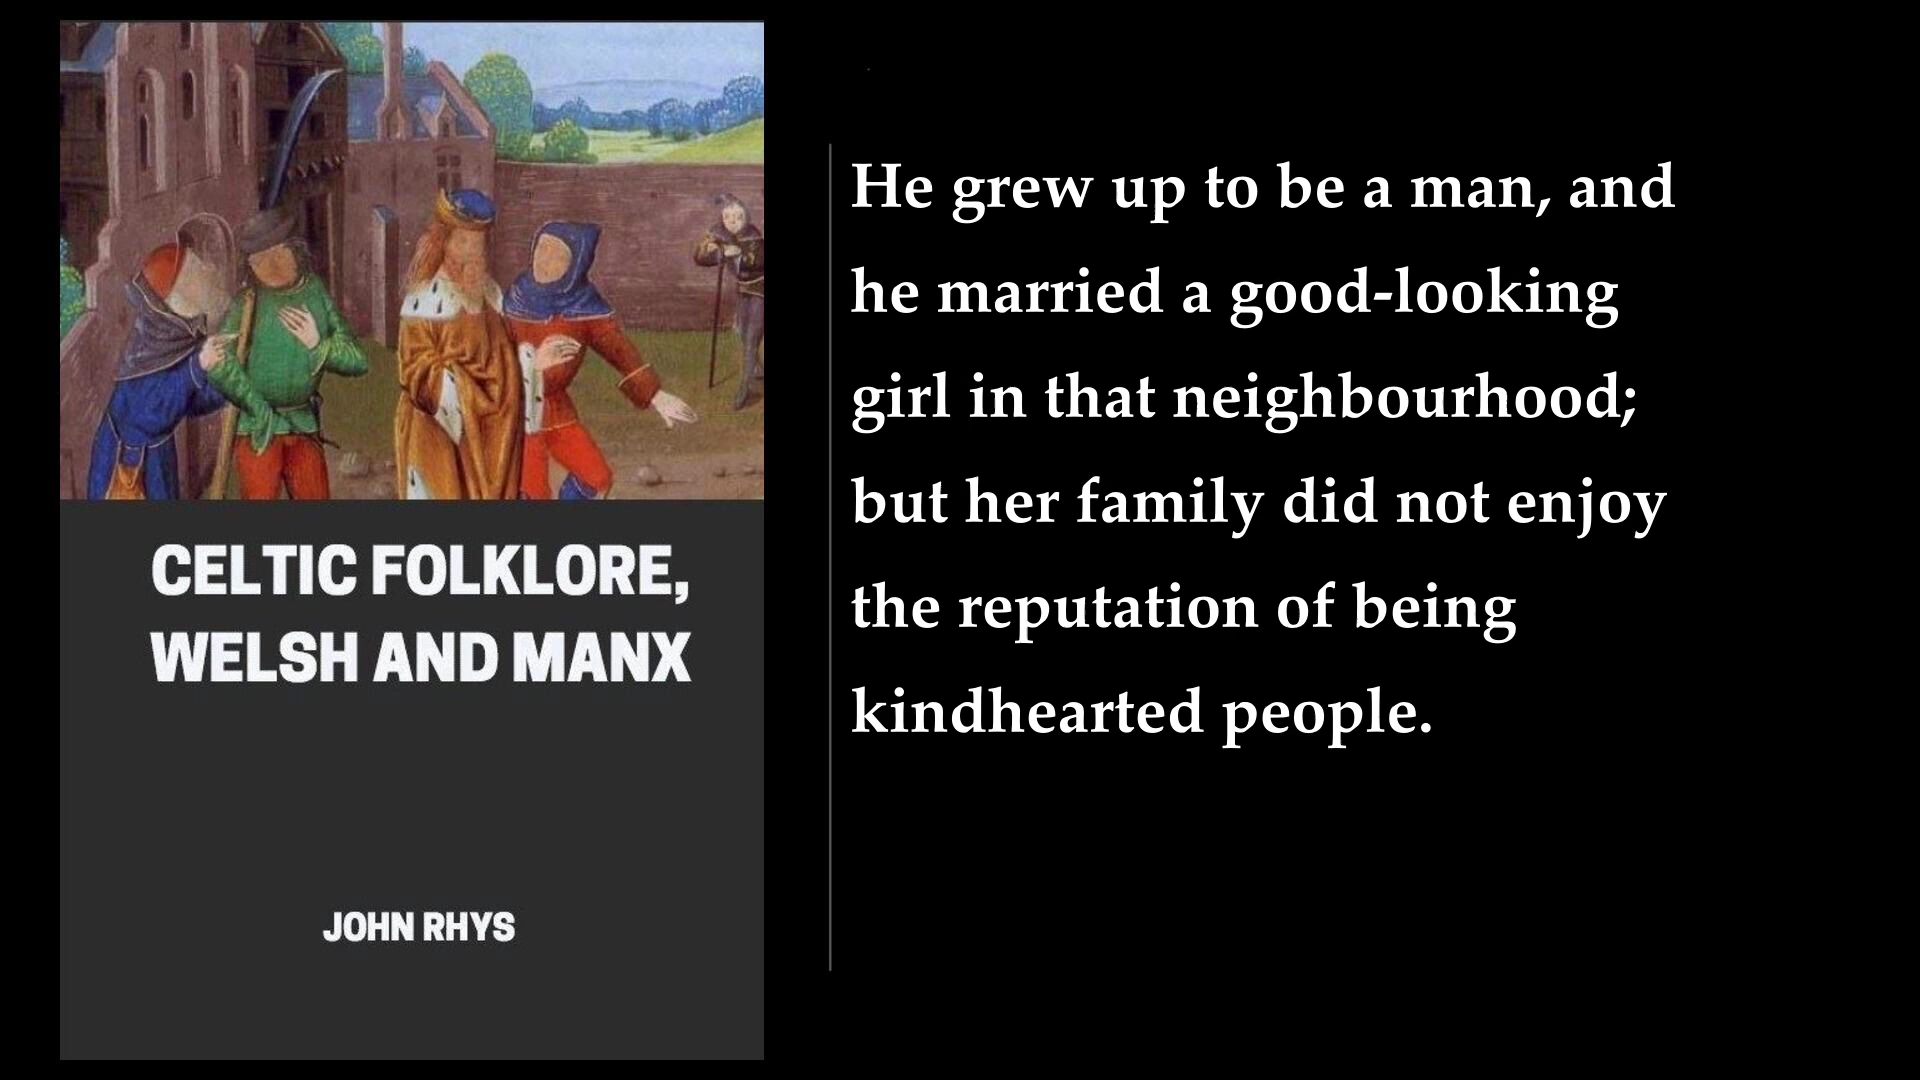 CELTIC FOLKLORE,
WELSH AND MANX
JOHN RHYS
He grew up to be a man, and
he married a good-looking
girl in that neighbourhood;
but her family did not enjoy
the reputation of being
kindhearted people.